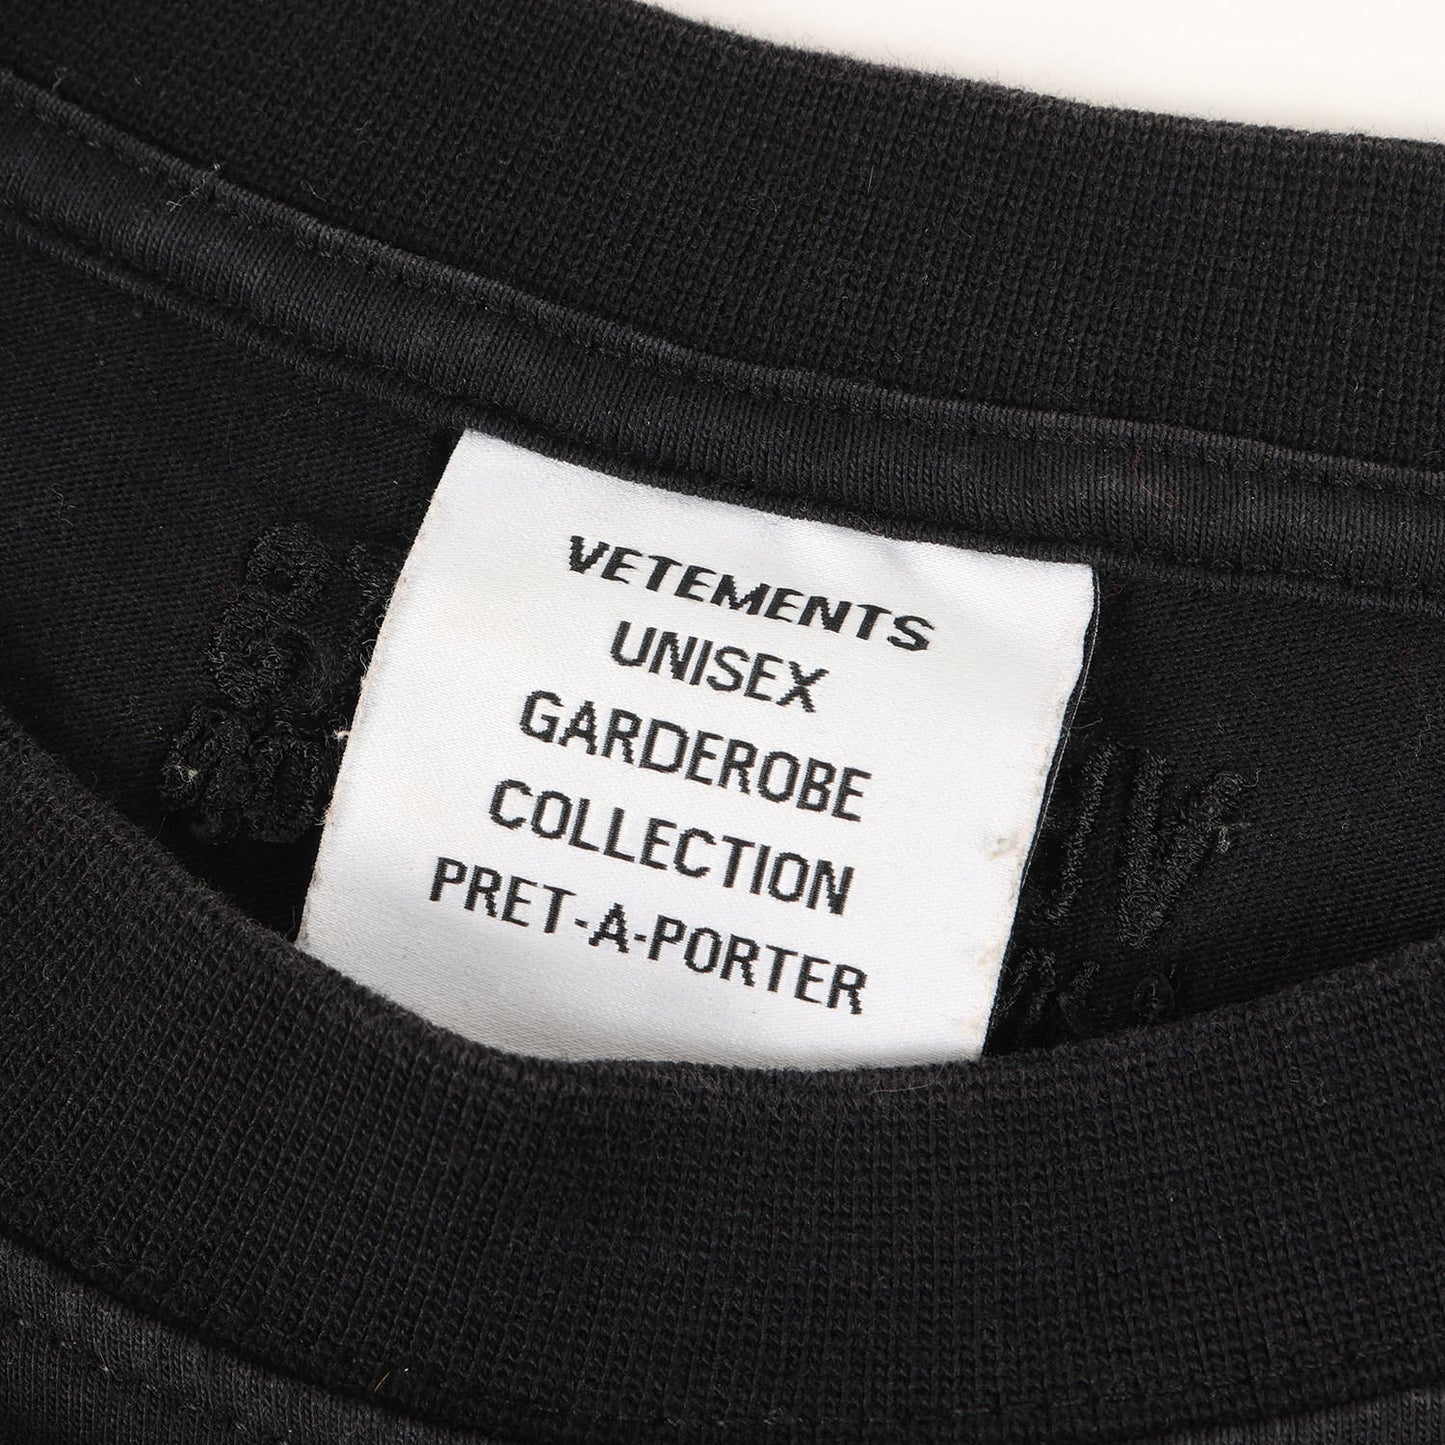 VETEMENTS
UNISEX
GARDEROBE
COLLECTION
PRET-A-PORTER